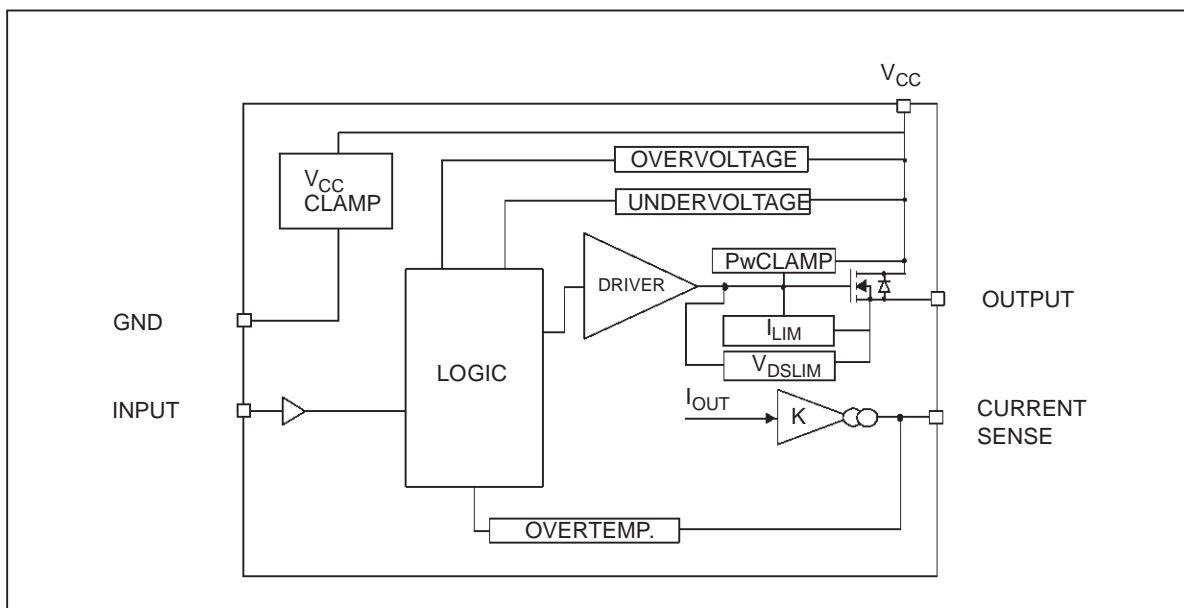 VCC
OVERVOLTAGE
VCC
CLAMP
UNDERVOLTAGE
PwCLAMP
DRIVER
GND
OUTPUT
ILIM
LOGIC
VDSLIM
INPUT
IOUT
K
CURRENT
SENSE
OVERTEMP.